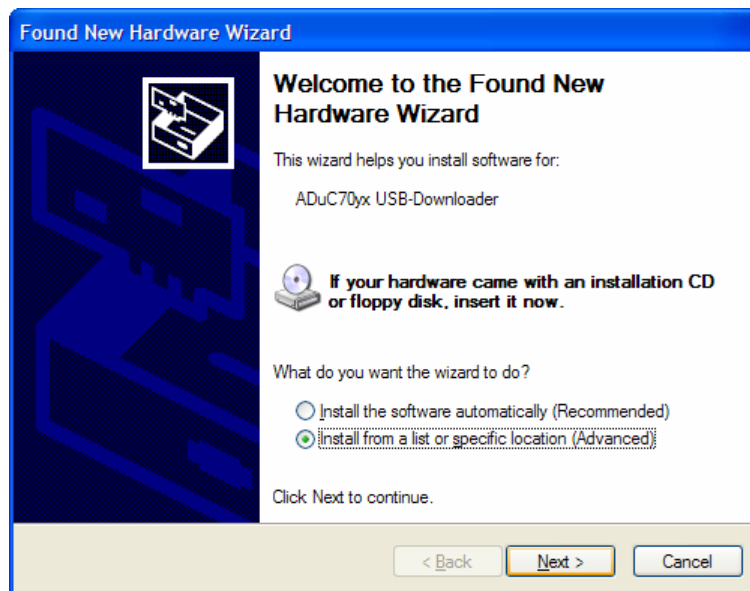 Found New Hardware Wizard
Welcome to the Found New
Hardware Wizard
This wizard helps you install software for:
ADuC70yx USB-Downloader
If your hardware came with an installation CD
or floppy disk, insert it now.
What do you want the wizard to do?
Install the software automatically (Recommended)
Install from a list or specific location (Advanced)
Click Next to continue.
< Back Next > Cancel